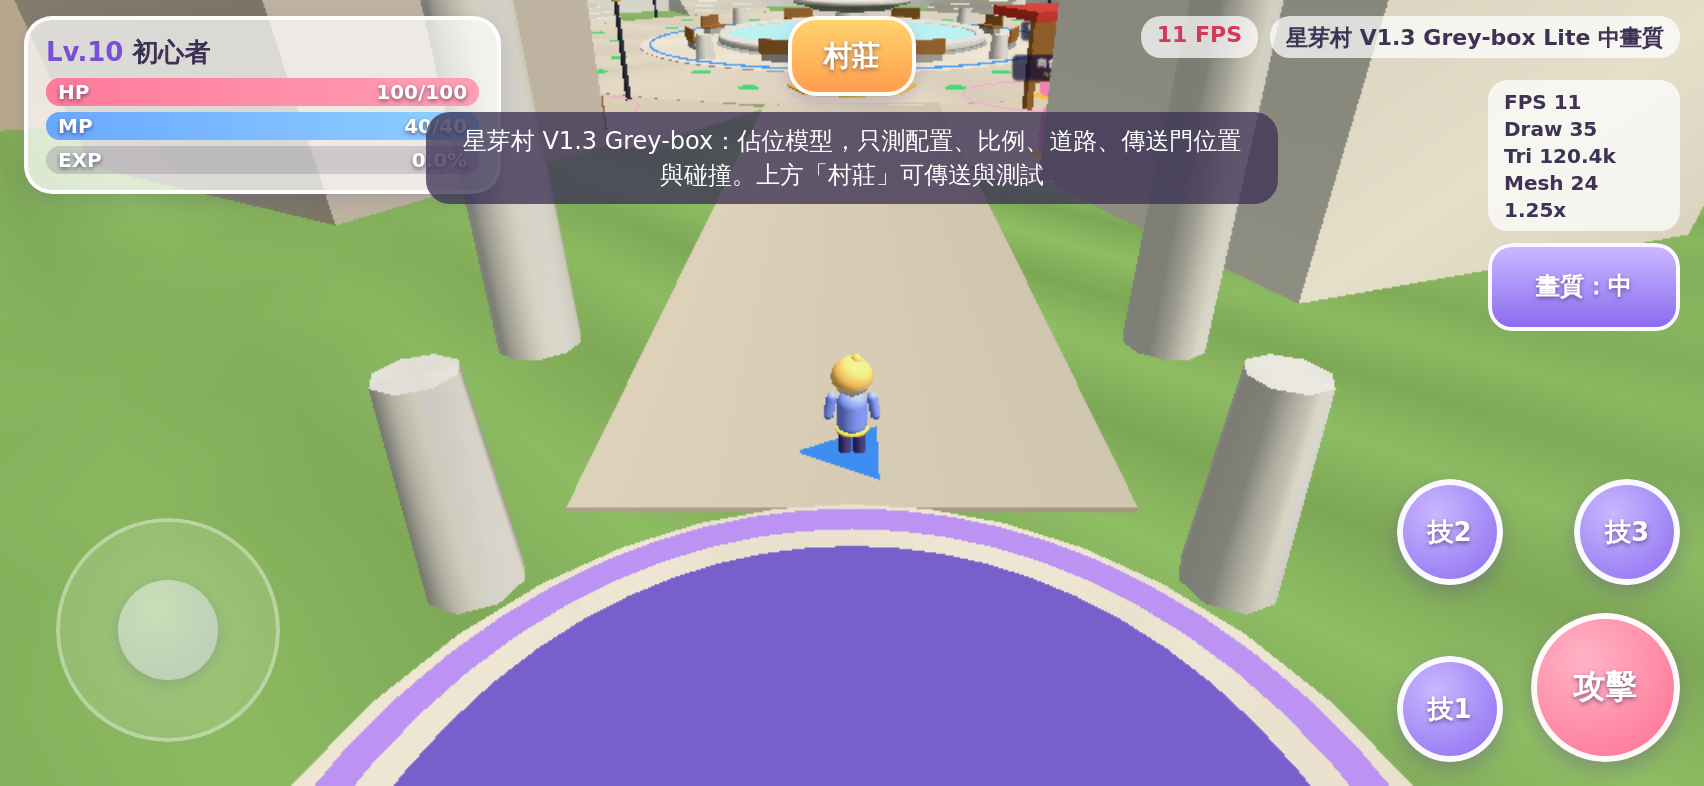 Lv.10 初心者
HP 100/100
MP 40/40
EXP 0.0%
村莊
11 FPS
星芽村 V1.3 Grey-box Lite 中畫質
星芽村 V1.3 Grey-box：佔位模型，只測配置、比例、道路、傳送門位置
與碰撞。上方「村莊」可傳送與測試
FPS 11
Draw 35
Tri 120.4k
Mesh 24
1.25x
畫質：中
技2
技3
技1
攻擊